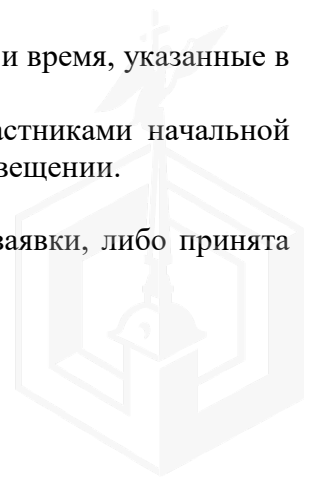 и время, указанные в
астниками начальной
вещении.
заявки, либо принята